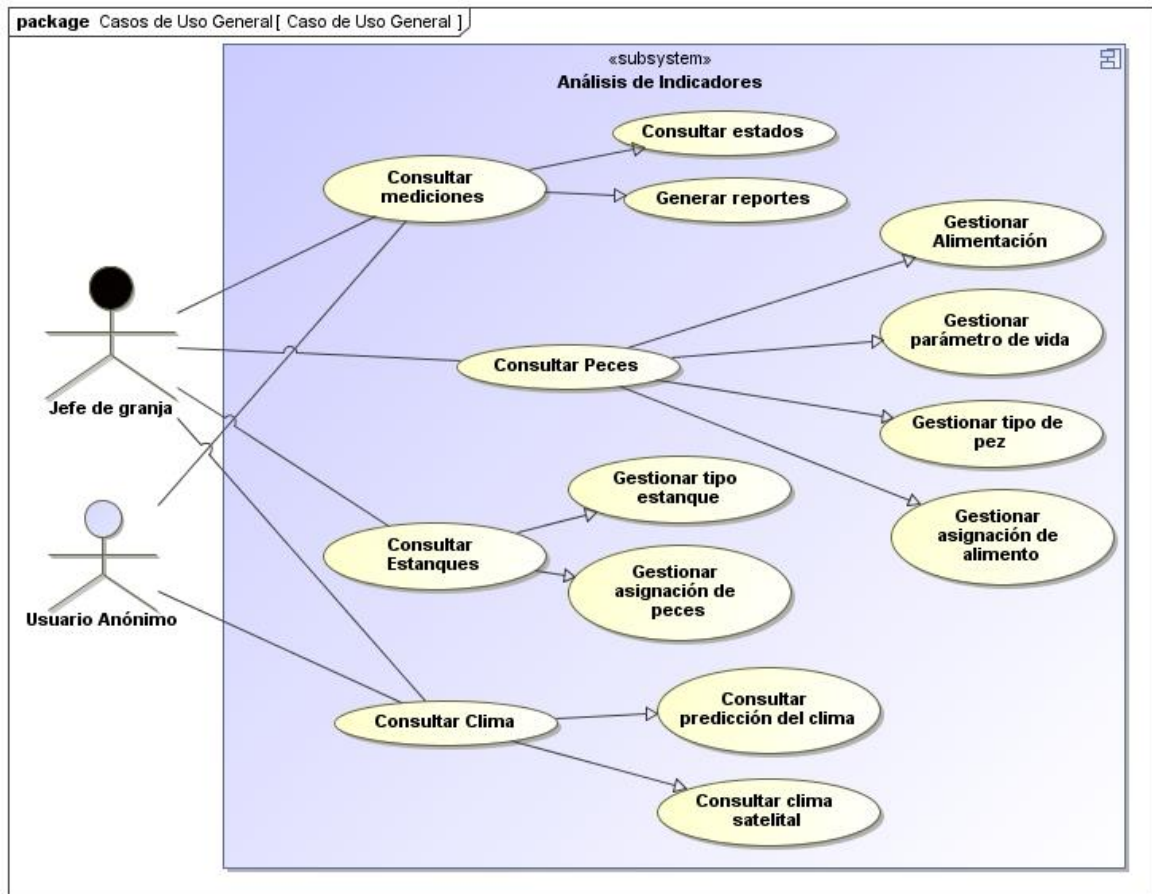 package Casos de Uso General[ Caso de Uso General ]
«subsystem»
Análisis de Indicadores
Consultar estados
Consultar
mediciones
Generar reportes
Gestionar
Alimentación
Gestionar
parámetro de vida
Consultar Peces
Jefe de granja
Gestionar tipo de
pez
Gestionar tipo
estanque
Gestionar
asignación de
alimento
Consultar
Estanques
Gestionar
asignación de
peces
Usuario Anónimo
Consultar
predicción del clima
Consultar Clima
Consultar clima
satelital